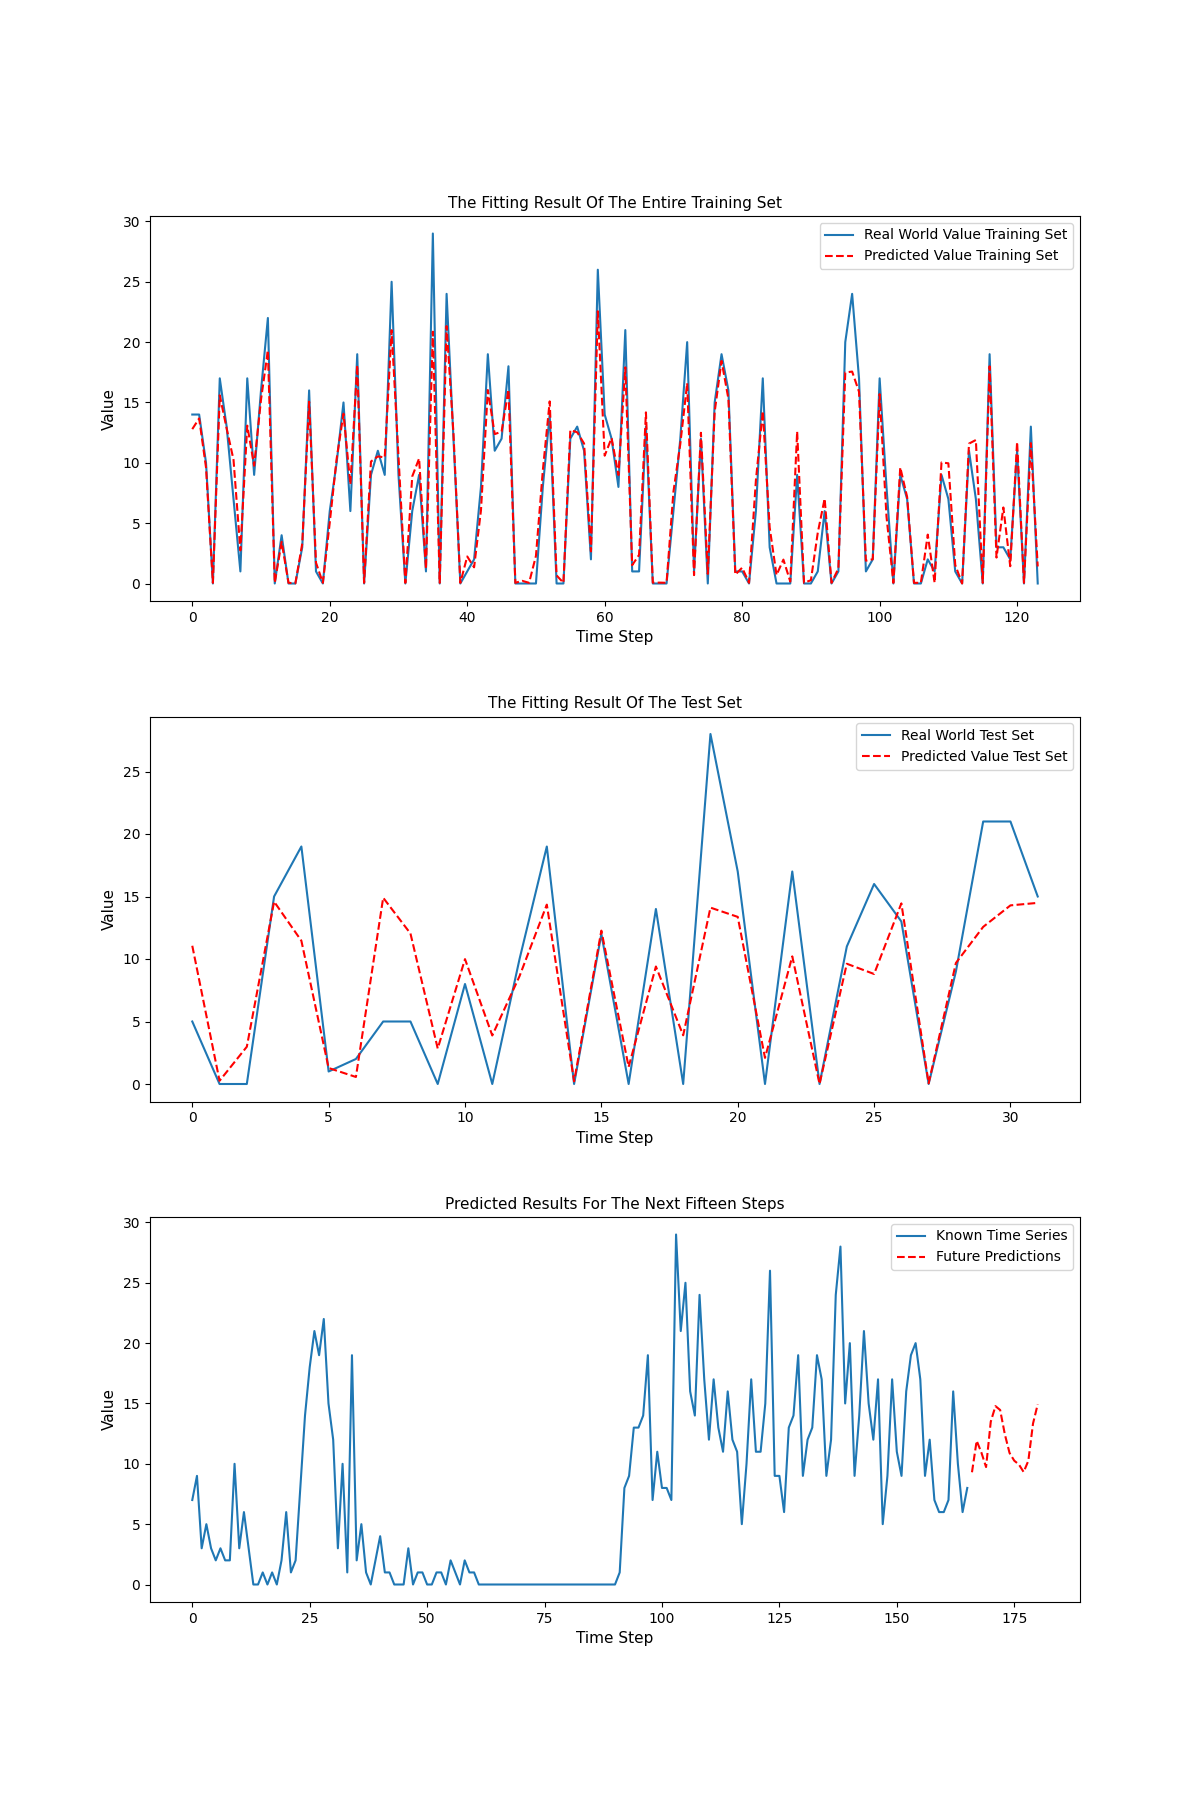 The Fitting Result Of The Entire Training Set
30
25
20
15
10
5
0
Value
Real World Value Training Set
Predicted Value Training Set
0 20 40 60 80 100 120
Time Step
The Fitting Result Of The Test Set
25
20
15
10
5
0
Value
Real World Test Set
Predicted Value Test Set
0 5 10 15 20 25 30
Time Step
Predicted Results For The Next Fifteen Steps
30
25
20
15
10
5
0
Value
Known Time Series
Future Predictions
0 25 50 75 100 125 150 175
Time Step